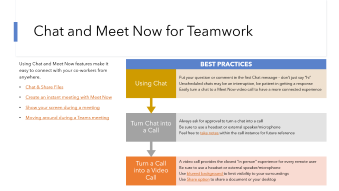 Chat and Meet Now for Teamwork
Using Chat and Meet Now features make it
easy to connect with your co-workers from
anywhere.
• Chat & Share Files
• Create an instant meeting with Meet Now
• Share your screen during a meeting
• Moving around during a Teams meeting
BEST PRACTICES
Using Chat
Put your question or comment in the first Chat message - don't just say "hi"
Unscheduled chats may be an interruption, be patient in getting a response
Easily turn a chat to a Meet Now video call to have a more connected experience
Turn Chat into
a Call
Always ask for approval to turn a chat into a call
Be sure to use a headset or external speaker/microphone
Feel free to take notes within the call instance for future reference
Turn a Call
into a Video
Call
A video call provides the closest "in-person" experience for every remote user
Be sure to use a headset or external speaker/microphone
Use blurred background to limit visibility to your surroundings
Use Share option to share a document or your desktop